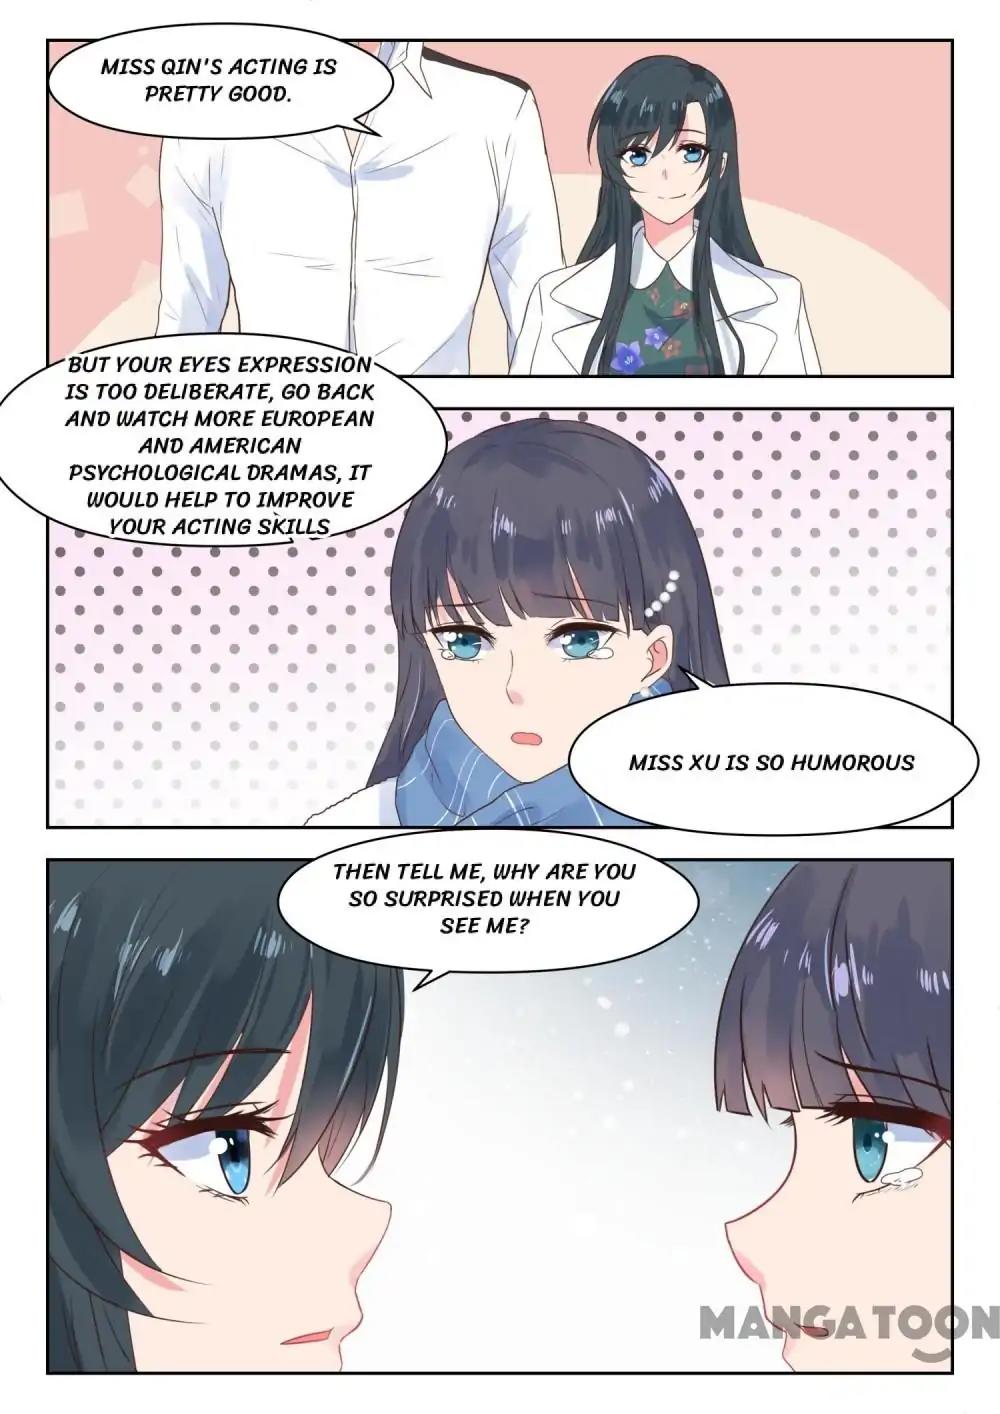 MISS QIN'S ACTING IS
PRETTY GOOD.
BUT YOUR EYES EXPRESSION
IS TOO DELIBERATE, GO BACK
AND WATCH MORE EUROPEAN
AND AMERICAN
PSYCHOLOGICAL DRAMAS, IT
WOULD HELP TO IMPROVE
YOUR ACTING SKILLS
MISS XU IS SO HUMOROUS
THEN TELL ME, WHY ARE YOU
SO SURPRISED WHEN YOU
SEE ME?
MANGATOON